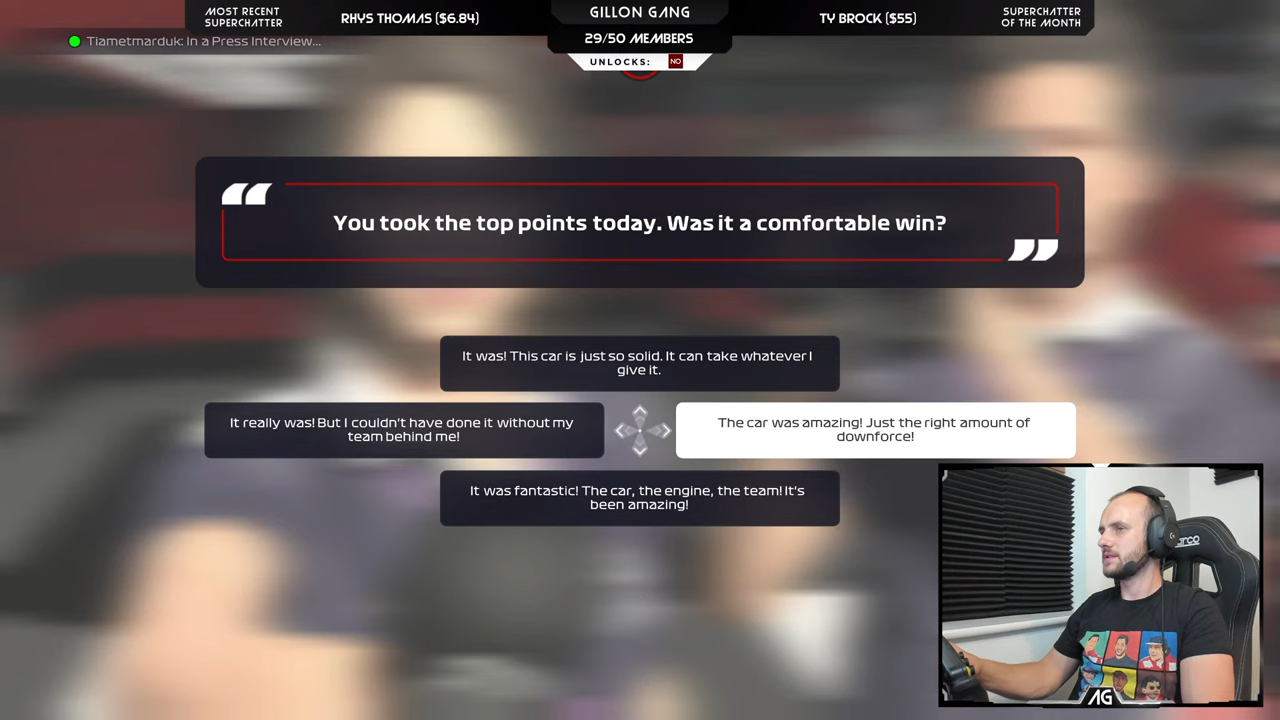 MOST RECENT
SUPERCHATTER
RHYS THOMAS ($6.84)
GILLON GANG
29/50 MEMBERS
UNLOCKS: NO
TY BROCK ($55)
SUPERCHATTER
OF THE MONTH
Tiametmarduk: In a Press Interview...
You took the top points today. Was it a comfortable win?
It was! This car is just so solid. It can take whatever I
give it.
It really was! But I couldn't have done it without my
team behind me!
The car was amazing! Just the right amount of
downforce!
It was fantastic! The car, the engine, the team! It's
been amazing!
arco
AG